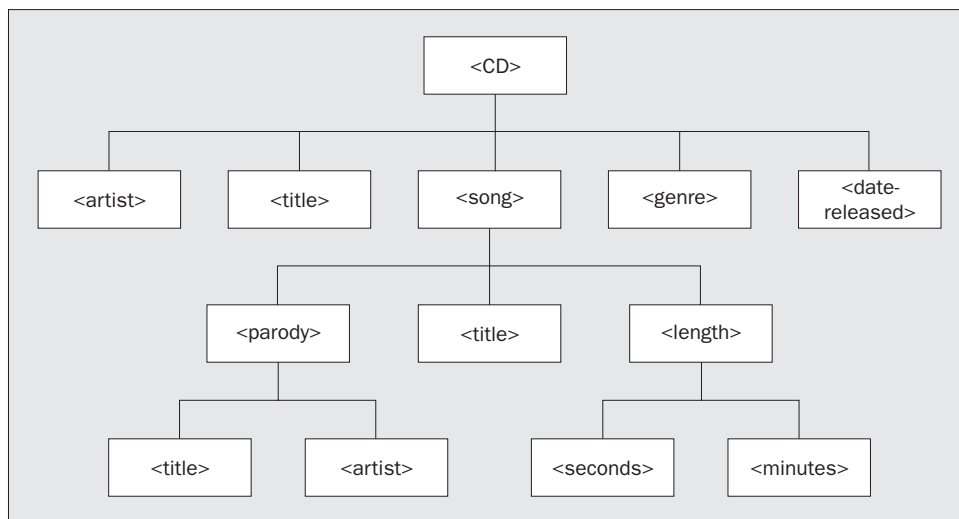 <CD>
<artist>
<title>
<song>
<genre>
<date-
released>
<parody>
<title>
<length>
<title>
<artist>
<seconds>
<minutes>